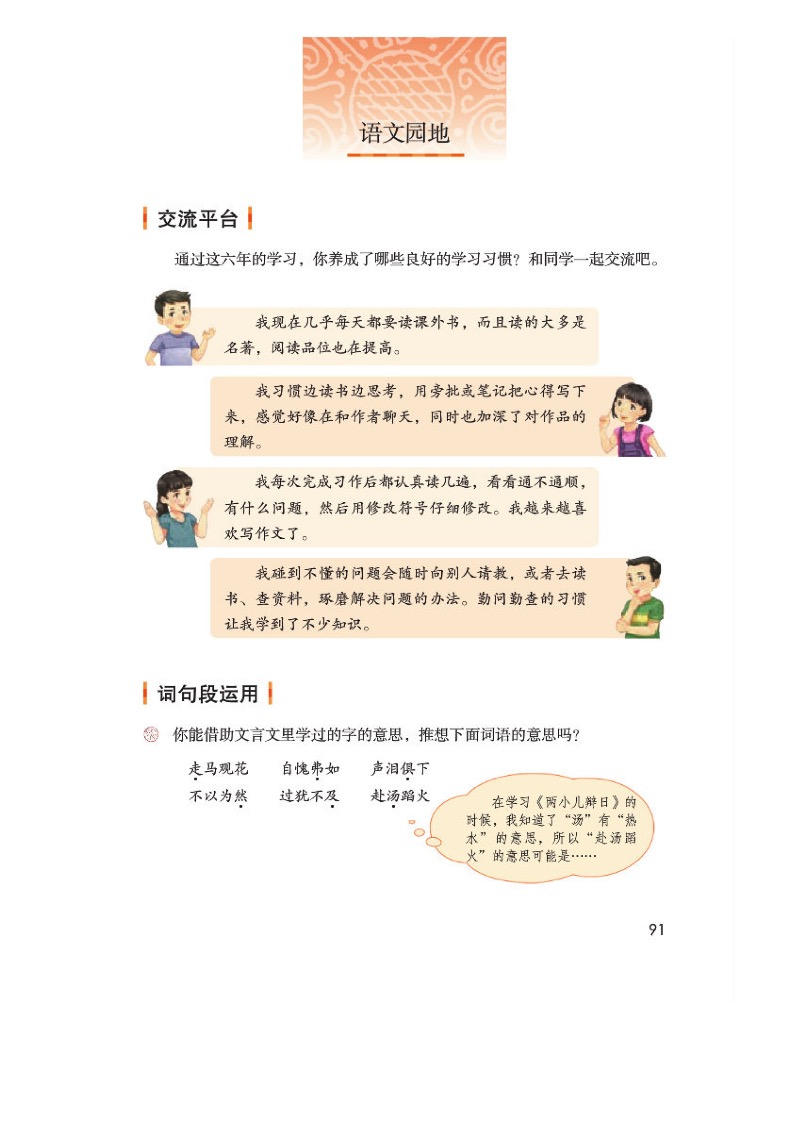 语文园地
交流平台
通过这六年的学习，你养成了哪些良好的学习习惯？和同学一起交流吧。
我现在几乎每天都要读课外书，而且读的大多是
名著，阅读品位也在提高。
我习惯边读书边思考，用旁批或笔记把心得写下
来，感觉好像在和作者聊天，同时也加深了对作品的
理解。
我每次完成习作后都认真读几遍，看看通不通顺，
有什么问题，然后用修改符号仔细修改。我越来越喜
欢写作文了。
我碰到不懂的问题会随时向别人请教，或者去读
书、查资料，琢磨解决问题的办法。勤问勤查的习惯
让我学到了不少知识。
词句段运用
你能借助文言文里学过的字的意思，推想下面词语的意思吗？
走马观花 自愧弗如 声泪俱下
不以为然 过犹不及 赴汤蹈火
在学习《两小儿辩日》的
时候，我知道了“汤”有“热
水”的意思，所以“赴汤蹈
火”的意思可能是……
91